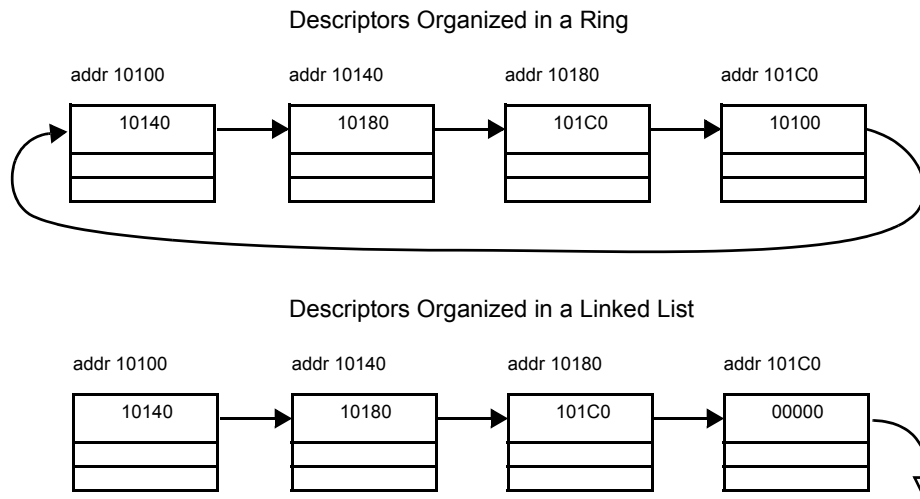 Descriptors Organized in a Ring
addr 10100 addr 10140 addr 10180 addr 101C0
10140 10180 101C0 10100
Descriptors Organized in a Linked List
addr 10100 addr 10140 addr 10180 addr 101C0
10140 10180 101C0 00000